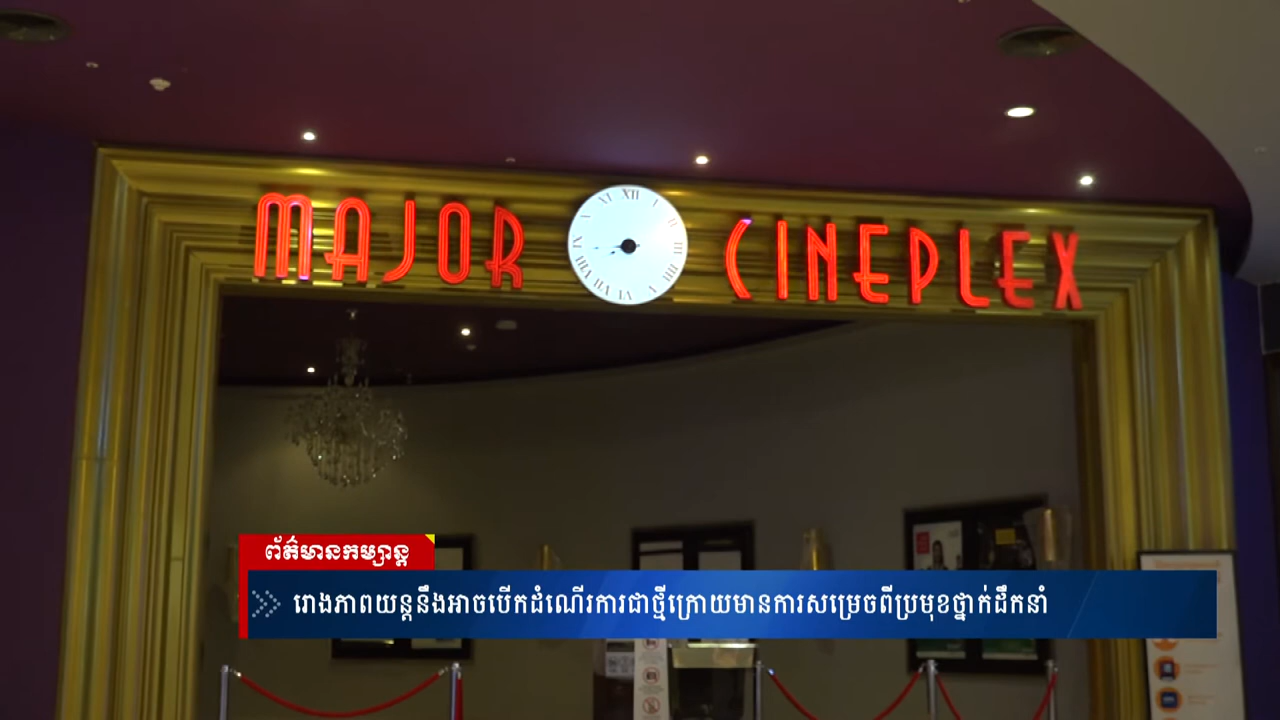 MAJOR CINEPLEX
ព័ត៌មានកម្សាន្ត
រោងភាពយន្តនឹងអាចបើកដំណើរការជាថ្មីក្រោយមានការសម្រេចពីប្រមុខថ្នាក់ដឹកនាំ